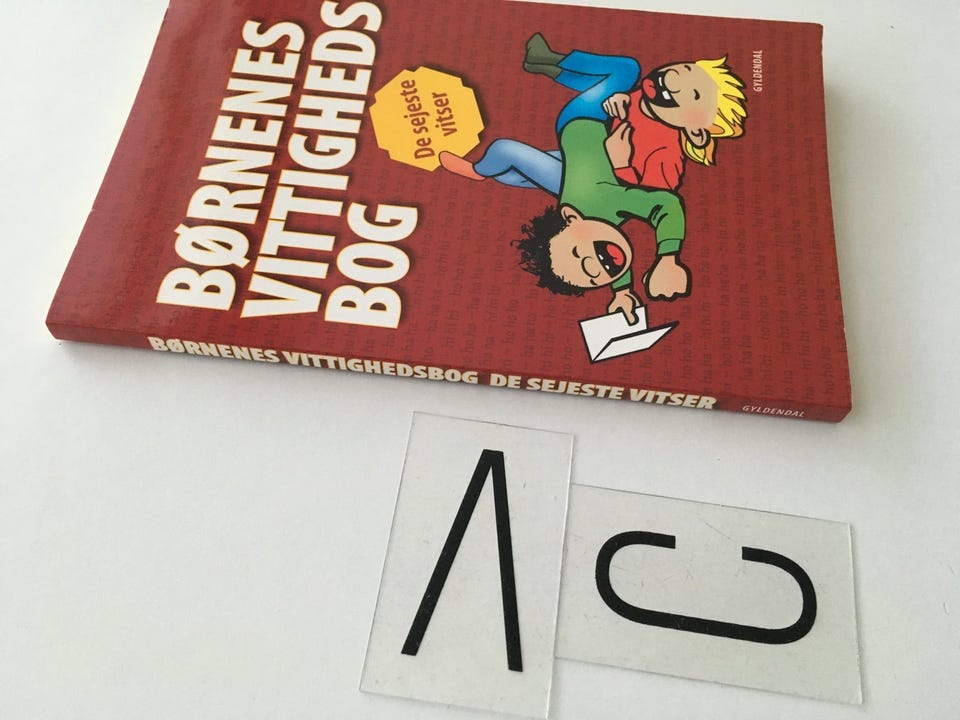 BØRNENES
VITTIGHEDS
BOG
De sejeste
vitser
GYLDENDAL
BØRNENES VITTIGHEDSBOG DE SEJESTE VITSER GYLDENDAL
V C